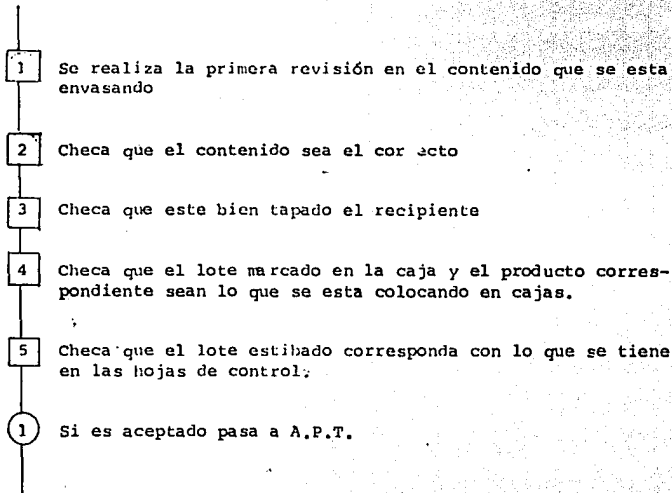 1 Se realiza la primera revisión en el contenido que se esta
envasando
2 Checa que el contenido sea el cor ecto
3 Checa que este bien tapado el recipiente
4 Checa que el lote marcado en la caja y el producto corres-
pondiente sean lo que se esta colocando en cajas.
5 Checa que el lote estibado corresponda con lo que se tiene
en las hojas de control.
1 Si es aceptado pasa a A.P.T.